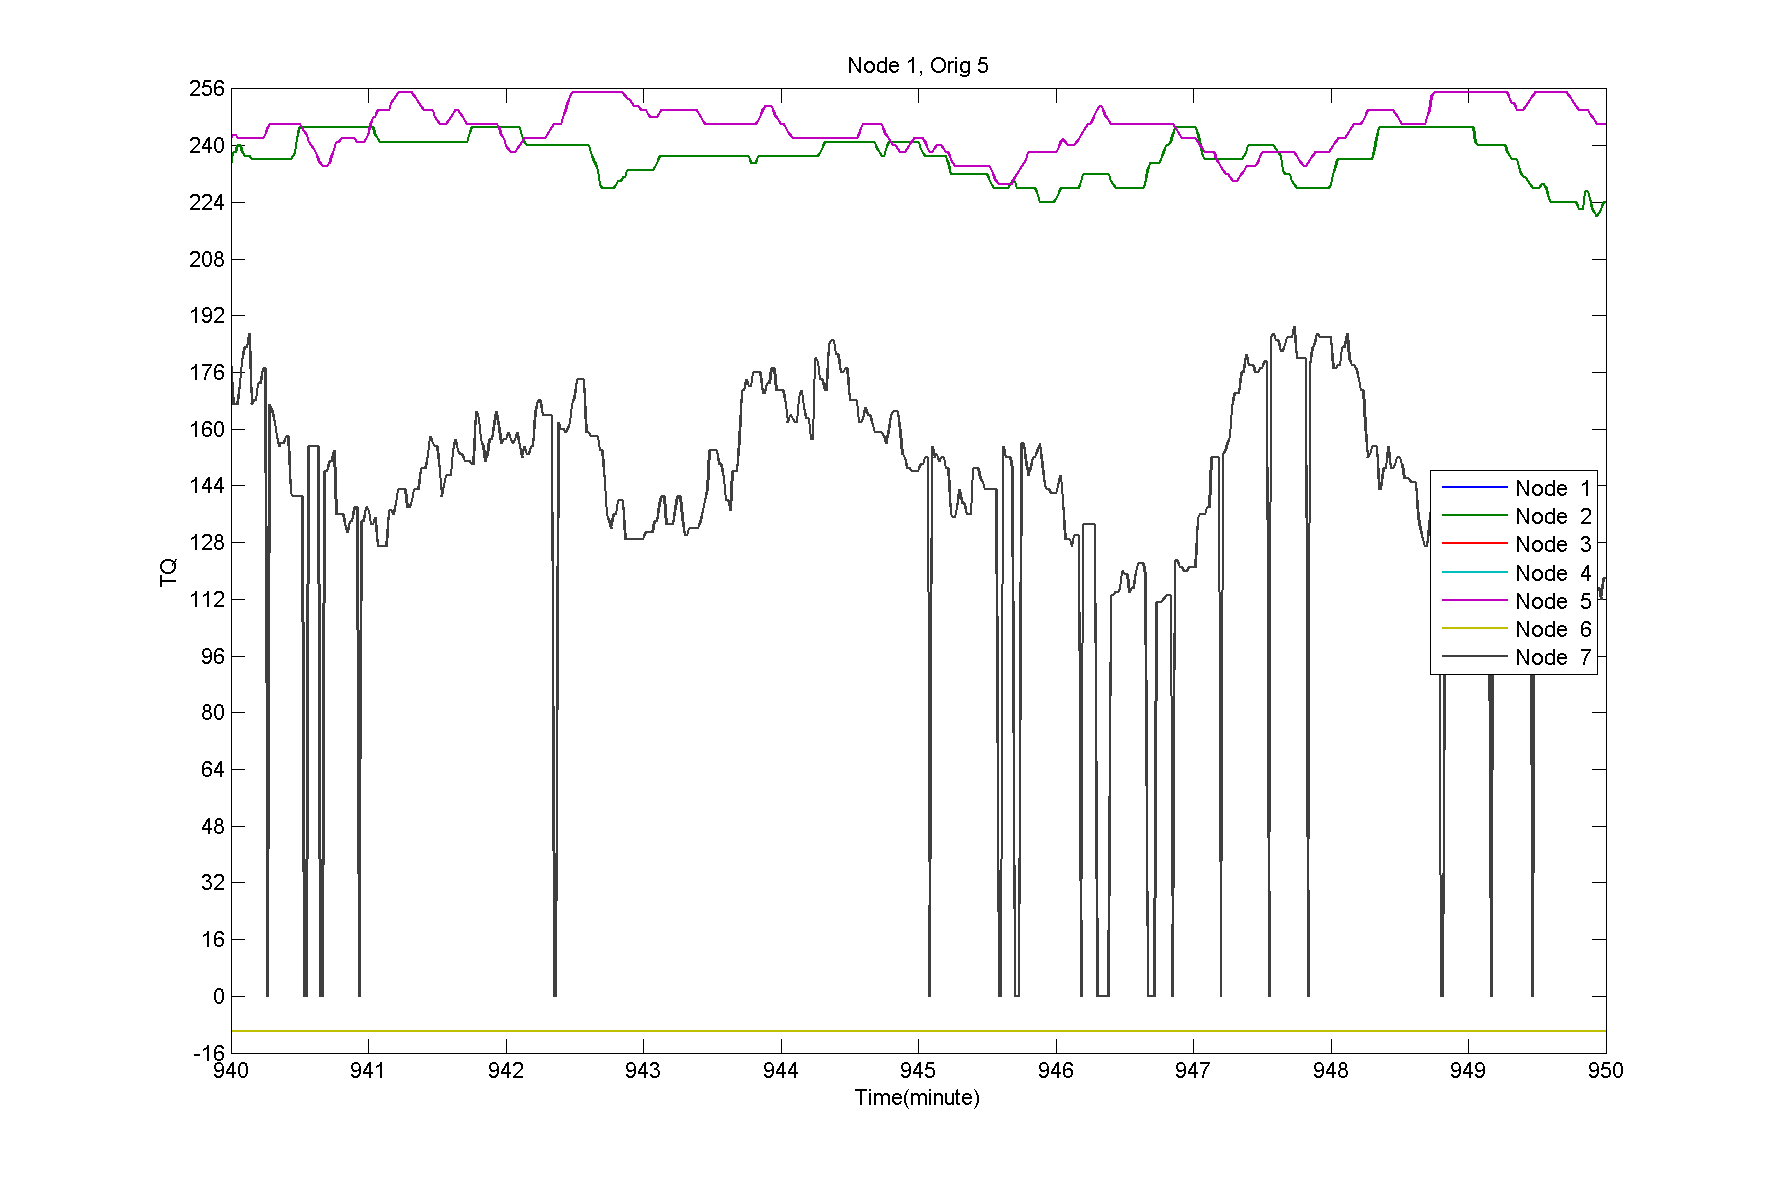 Node 1, Orig 5
256
240
224
208
192
176
160
144
128
112
96
80
64
48
32
16
0
-16
TQ
Node 1
Node 2
Node 3
Node 4
Node 5
Node 6
Node 7
940 941 942 943 944 945 946 947 948 949 950
Time(minute)